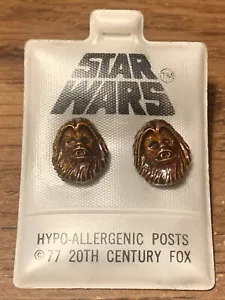 STAR
WARS TM
HYPO-ALLERGENIC POSTS
©77 20TH CENTURY FOX